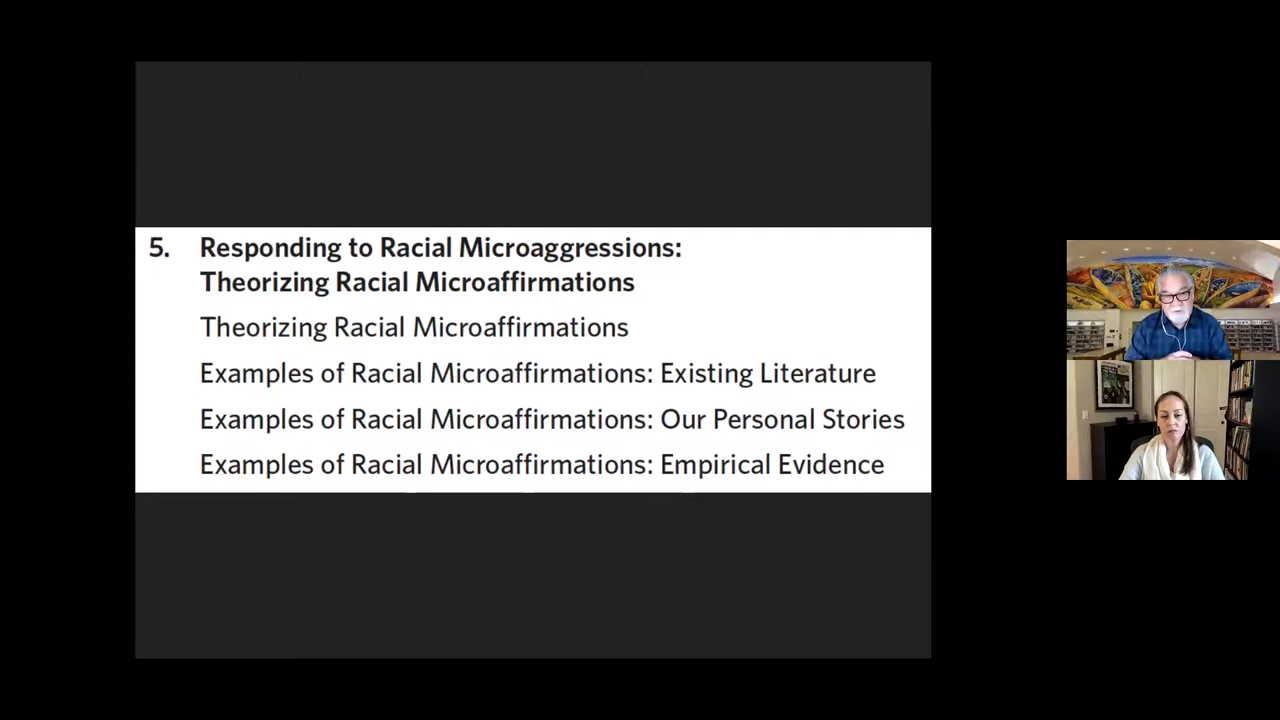 5. Responding to Racial Microaggressions:
Theorizing Racial Microaffirmations
Theorizing Racial Microaffirmations
Examples of Racial Microaffirmations: Existing Literature
Examples of Racial Microaffirmations: Our Personal Stories
Examples of Racial Microaffirmations: Empirical Evidence